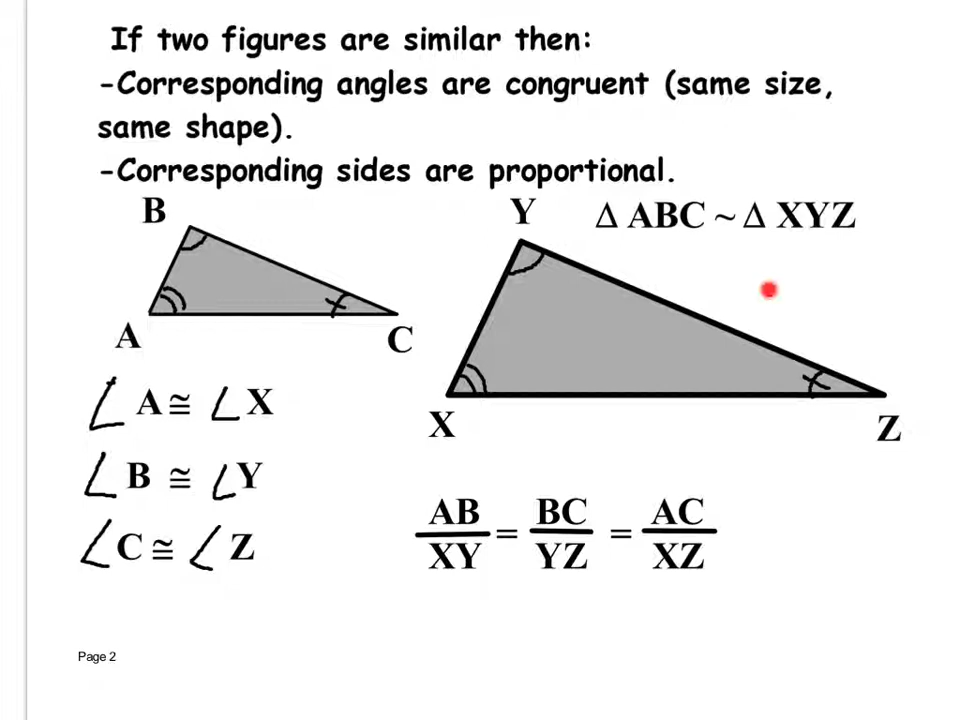 If two figures are similar then:
-Corresponding angles are congruent (same size,
same shape).
-Corresponding sides are proportional.
B
Y
Δ ABC ~ Δ XYZ
A
C
X
Z
∠A ≅ ∠X
∠B ≅ ∠Y
∠C ≅ ∠Z
AB/XY = BC/YZ = AC/XZ
Page 2